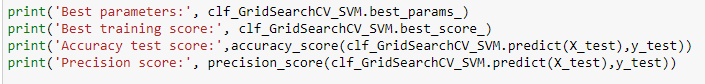 print('Best parameters:', clf_GridSearchCV_SVM.best_params_)
print('Best training score:', clf_GridSearchCV_SVM.best_score_)
print('Accuracy test score:',accuracy_score(clf_GridSearchCV_SVM.predict(X_test),y_test))
print('Precision score:', precision_score(clf_GridSearchCV_SVM.predict(X_test),y_test))